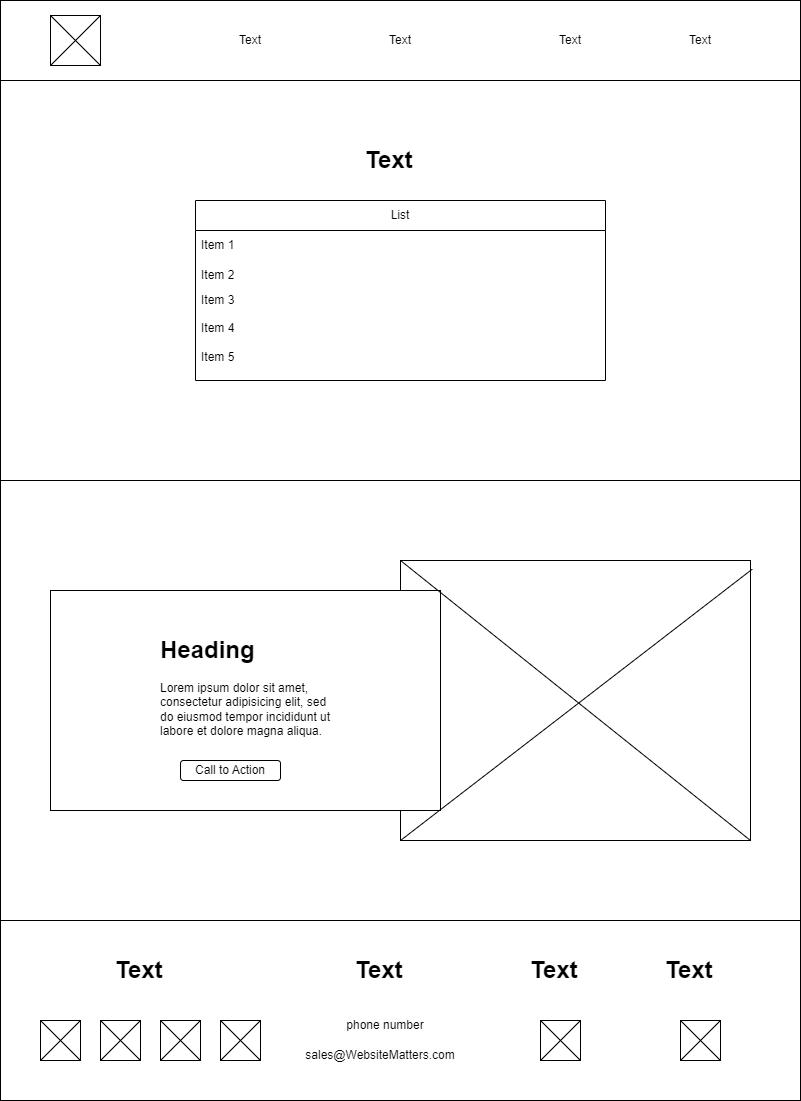 Text
Text
Text
Text
Text
List
Item 1
Item 2
Item 3
Item 4
Item 5
Heading
Lorem ipsum dolor sit amet,
consectetur adipisicing elit, sed
do eiusmod tempor incididunt ut
labore et dolore magna aliqua.
Call to Action
Text
Text
Text
Text
phone number
sales@WebsiteMatters.com